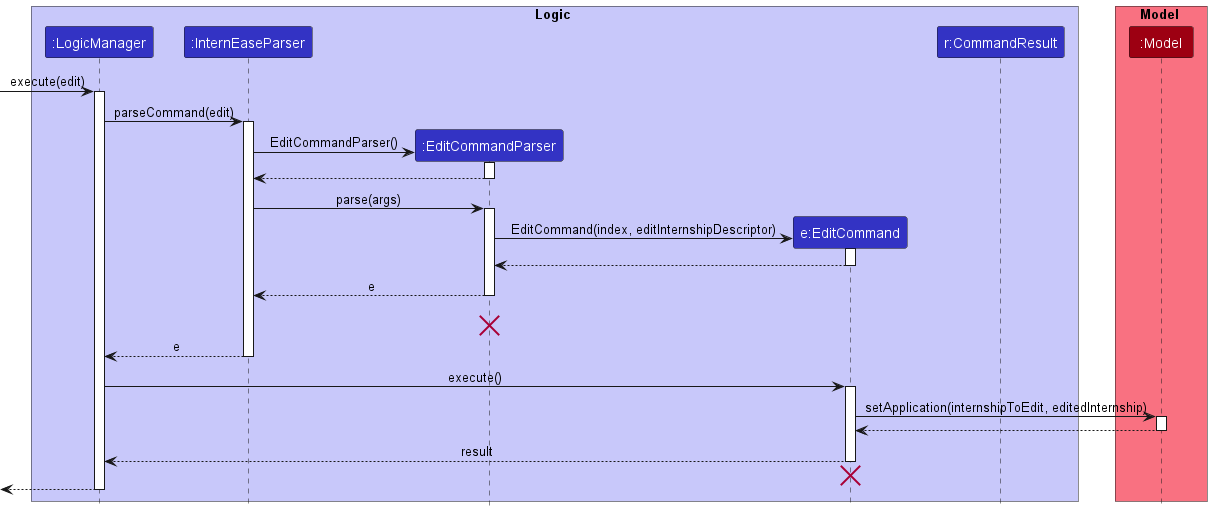 Logic
Model
:LogicManager
:InternEaseParser
r:CommandResult
:Model
execute(edit)
parseCommand(edit)
EditCommandParser()
:EditCommandParser
parse(args)
EditCommand(index, editInternshipDescriptor)
e:EditCommand
e
e
execute()
setApplication(internshipToEdit, editedInternship)
result